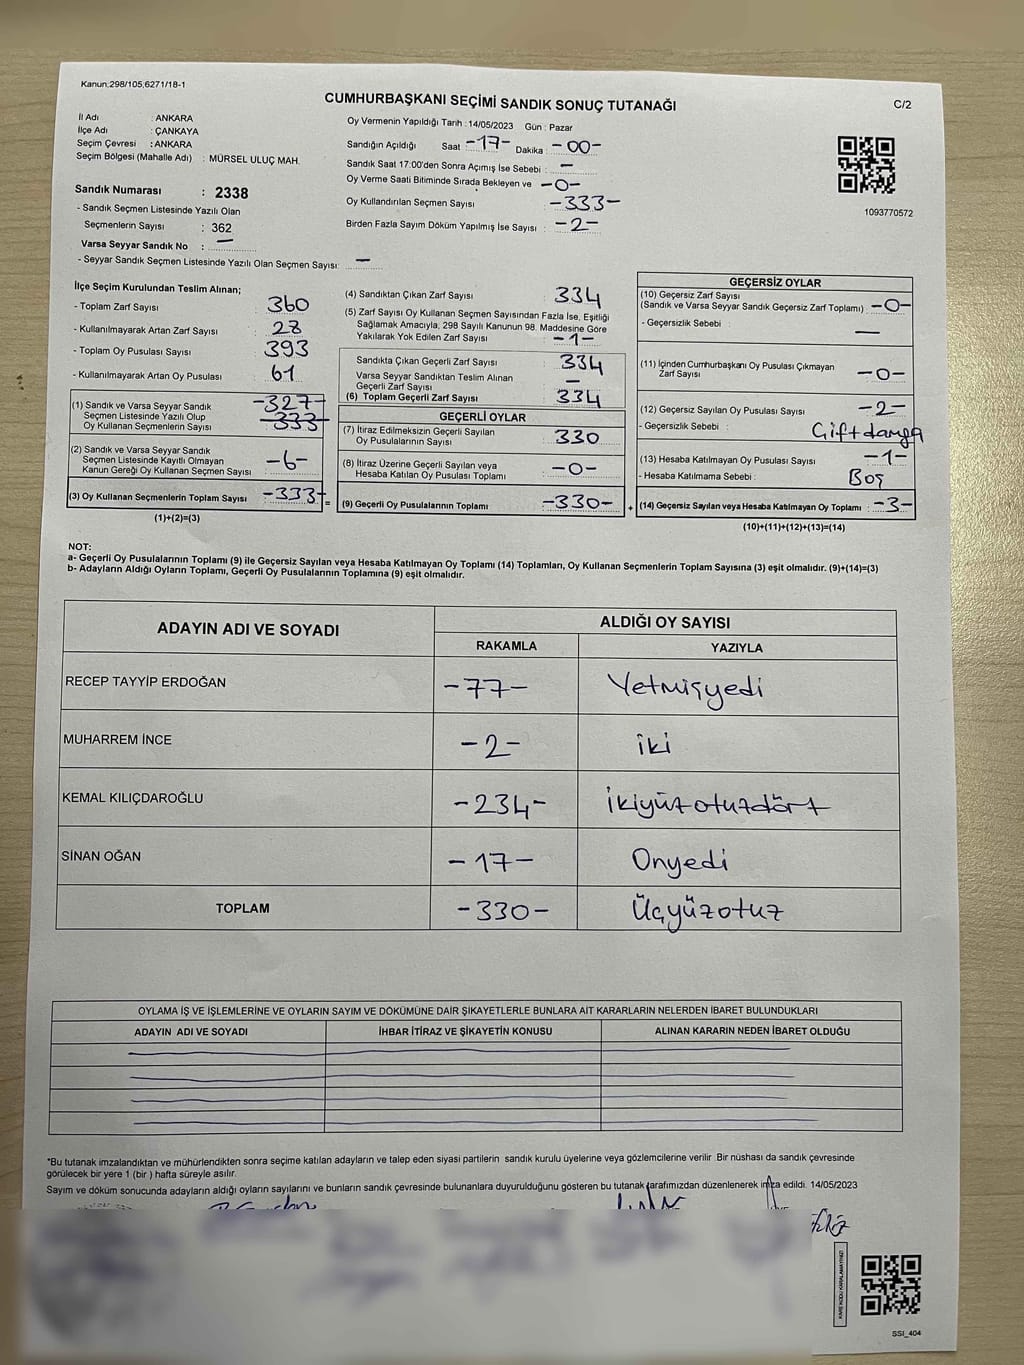 Kanun:298/105,6271/18-1
CUMHURBAŞKANI SEÇİMİ SANDIK SONUÇ TUTANAĞI
C/2
İl Adı : ANKARA
İlçe Adı : ÇANKAYA
Seçim Çevresi : ANKARA
Seçim Bölgesi (Mahalle Adı) : MÜRSEL ULUÇ MAH.
Sandık Numarası : 2338
- Sandık Seçmen Listesinde Yazılı Olan
Seçmenlerin Sayısı : 362
Varsa Seyyar Sandık No : —
- Seyyar Sandık Seçmen Listesinde Yazılı Olan Seçmen Sayısı: —
Oy Vermenin Yapıldığı Tarih : 14/05/2023 Gün : Pazar
Sandığın Açıldığı Saat -17- Dakika : -00-
Sandık Saat 17:00'den Sonra Açımış İse Sebebi : —
Oy Verme Saati Bitiminde Sırada Bekleyen ve -0-
Oy Kullandırılan Seçmen Sayısı -333-
Birden Fazla Sayım Döküm Yapılmış İse Sayısı : -2-
1093770572
İlçe Seçim Kurulundan Teslim Alınan;
- Toplam Zarf Sayısı : 360
- Kullanılmayarak Artan Zarf Sayısı : 28
- Toplam Oy Pusulası Sayısı : 393
- Kullanılmayarak Artan Oy Pusulası : 61
(1) Sandık ve Varsa Seyyar Sandık -327-
Seçmen Listesinde Yazılı Olup 333
Oy Kullanan Seçmenlerin Sayısı
(2) Sandık ve Varsa Seyyar Sandık
Seçmen Listesinde Kayıtlı Olmayan -6-
Kanun Gereği Oy Kullanan Seçmen Sayısı
(3) Oy Kullanan Seçmenlerin Toplam Sayısı -333- =
(1)+(2)=(3)
(4) Sandıktan Çıkan Zarf Sayısı 334
(5) Zarf Sayısı Oy Kullanan Seçmen Sayısından Fazla İse, Eşitliği
Sağlamak Amacıyla, 298 Sayılı Kanunun 98. Maddesine Göre
Yakılarak Yok Edilen Zarf Sayısı -1-
Sandıkta Çıkan Geçerli Zarf Sayısı 334
Varsa Seyyar Sandıktan Teslim Alınan
Geçerli Zarf Sayısı —
(6) Toplam Geçerli Zarf Sayısı 334
GEÇERLİ OYLAR
(7) İtiraz Edilmeksizin Geçerli Sayılan
Oy Pusulalarının Sayısı 330
(8) İtiraz Üzerine Geçerli Sayılan veya
Hesaba Katılan Oy Pusulası Toplamı -0-
(9) Geçerli Oy Pusulalarının Toplamı -330- +
GEÇERSİZ OYLAR
(10) Geçersiz Zarf Sayısı
(Sandık ve Varsa Seyyar Sandık Geçersiz Zarf Toplamı) : -0-
- Geçersizlik Sebebi : —
(11) İçinden Cumhurbaşkanı Oy Pusulası Çıkmayan
Zarf Sayısı -0-
(12) Geçersiz Sayılan Oy Pusulası Sayısı -2-
- Geçersizlik Sebebi : Çiftdamga
(13) Hesaba Katılmayan Oy Pusulası Sayısı -1-
- Hesaba Katılmama Sebebi : Boş
(14) Geçersiz Sayılan veya Hesaba Katılmayan Oy Toplamı : -3-
(10)+(11)+(12)+(13)=(14)
NOT:
a- Geçerli Oy Pusulalarının Toplamı (9) ile Geçersiz Sayılan veya Hesaba Katılmayan Oy Toplamı (14) Toplamları, Oy Kullanan Seçmenlerin Toplam Sayısına (3) eşit olmalıdır. (9)+(14)=(3)
b- Adayların Aldığı Oyların Toplamı, Geçerli Oy Pusulalarının Toplamına (9) eşit olmalıdır.
ADAYIN ADI VE SOYADI
ALDIĞI OY SAYISI
RAKAMLA YAZIYLA
RECEP TAYYİP ERDOĞAN -77- Yetmişyedi
MUHARREM İNCE -2- iki
KEMAL KILIÇDAROĞLU -234- İkiyüzotuzdört
SİNAN OĞAN -17- Onyedi
TOPLAM -330- Üçyüzotuz
OYLAMA İŞ VE İŞLEMLERİNE VE OYLARIN SAYIM VE DÖKÜMÜNE DAİR ŞİKAYETLERLE BUNLARA AİT KARARLARIN NELERDEN İBARET BULUNDUKLARI
ADAYIN ADI VE SOYADI İHBAR İTİRAZ VE ŞİKAYETİN KONUSU ALINAN KARARIN NEDEN İBARET OLDUĞU
*Bu tutanak imzalandıktan ve mühürlendikten sonra seçime katılan adayların ve talep eden siyasi partilerin sandık kurulu üyelerine veya gözlemcilerine verilir .Bir nüshası da sandık çevresinde
görülecek bir yere 1 (bir ) hafta süreyle asılır.
Sayım ve döküm sonucunda adayların aldığı oyların sayılarını ve bunların sandık çevresinde bulunanlara duyurulduğunu gösteren bu tutanak tarafımızdan düzenlenerek imza edildi. 14/05/2023
KARE KODU KARALAMAYINIZ!
SSI_404